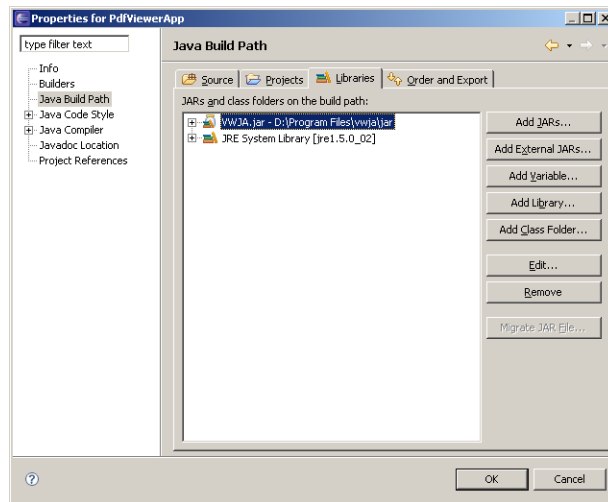 Properties for PdfViewerApp
type filter text
Info
Builders
Java Build Path
Java Code Style
Java Compiler
Javadoc Location
Project References
Java Build Path
Source Projects Libraries Order and Export
JARs and class folders on the build path:
VWJA.jar - D:\Program Files\vwja\jar
JRE System Library [jre1.5.0_02]
Add JARs...
Add External JARs...
Add Variable...
Add Library...
Add Class Folder...
Edit...
Remove
Migrate JAR File...
?
OK Cancel